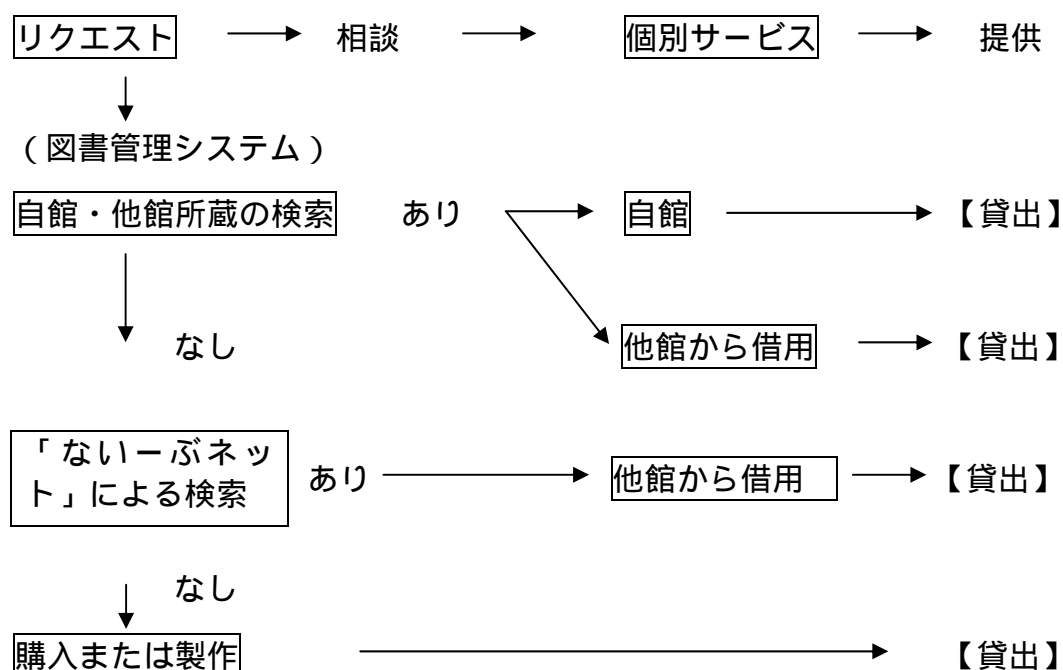 リクエスト 相談 個別サービス 提供
(図書管理システム)
自館・他館所蔵の検索 あり 自館 【貸出】
なし 他館から借用 【貸出】
「ないーぶネッ
ト」による検索 あり 他館から借用 【貸出】
なし
購入または製作 【貸出】